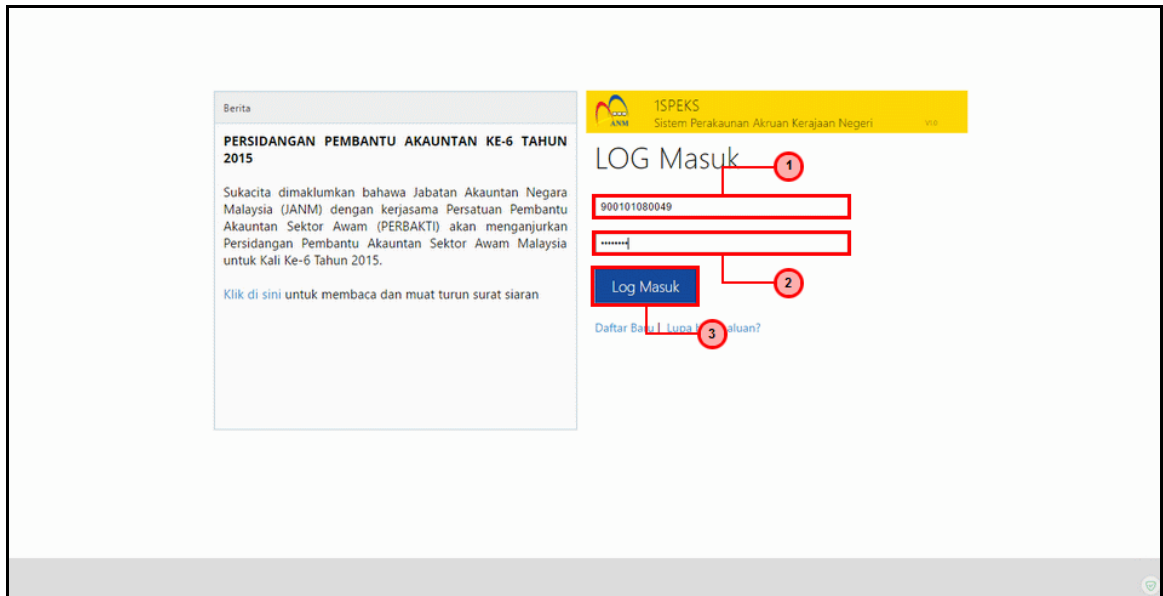 Berita
PERSIDANGAN PEMBANTU AKAUNTAN KE-6 TAHUN
2015
Sukacita dimaklumkan bahawa Jabatan Akauntan Negara
Malaysia (JANM) dengan kerjasama Persatuan Pembantu
Akauntan Sektor Awam (PERBAKTI) akan menganjurkan
Persidangan Pembantu Akauntan Sektor Awam Malaysia
untuk Kali Ke-6 Tahun 2015.
Klik di sini untuk membaca dan muat turun surat siaran
ANM
1SPEKS
Sistem Perakaunan Akruan Kerajaan Negeri
LOG Masuk
1
900101080049
••••••••
2
Log Masuk
Daftar Baru | Lupa
3